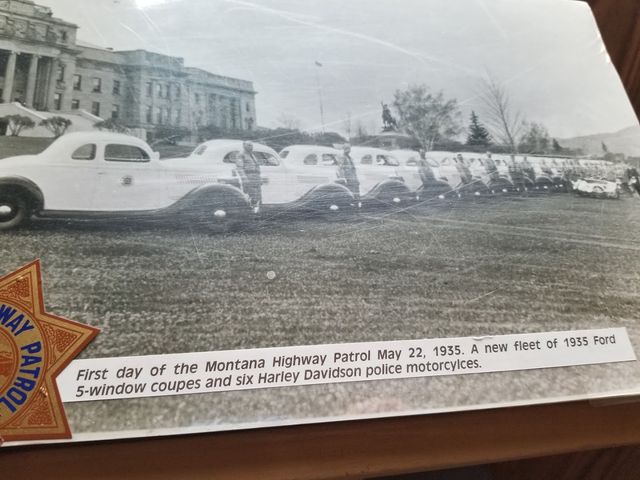 First day of the Montana Highway Patrol May 22, 1935. A new fleet of 1935 Ford
5-window coupes and six Harley Davidson police motorcylces.
WAY PATROL